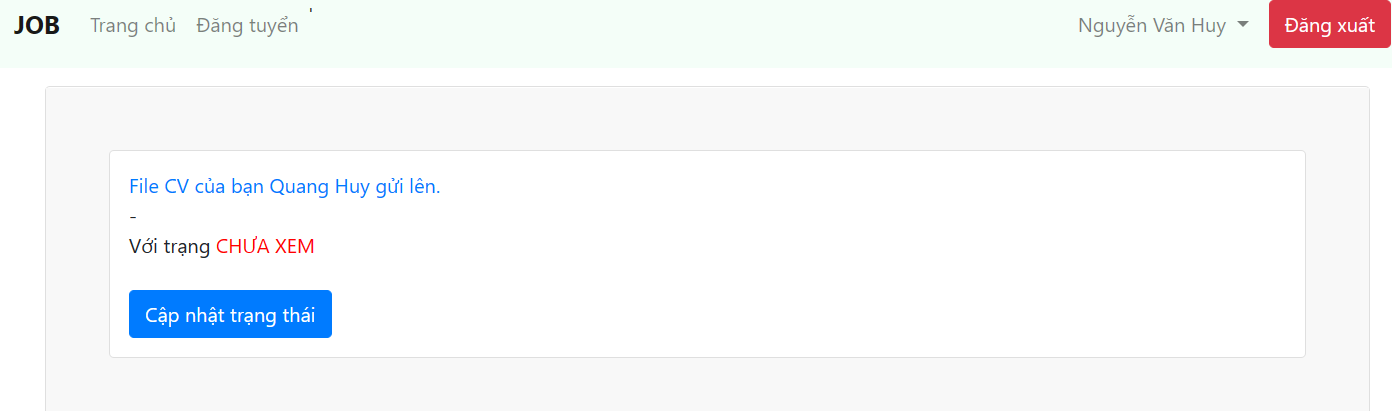 JOB Trang chủ Đăng tuyển ' Nguyễn Văn Huy Đăng xuất
File CV của bạn Quang Huy gửi lên.
-
Với trạng CHƯA XEM
Cập nhật trạng thái